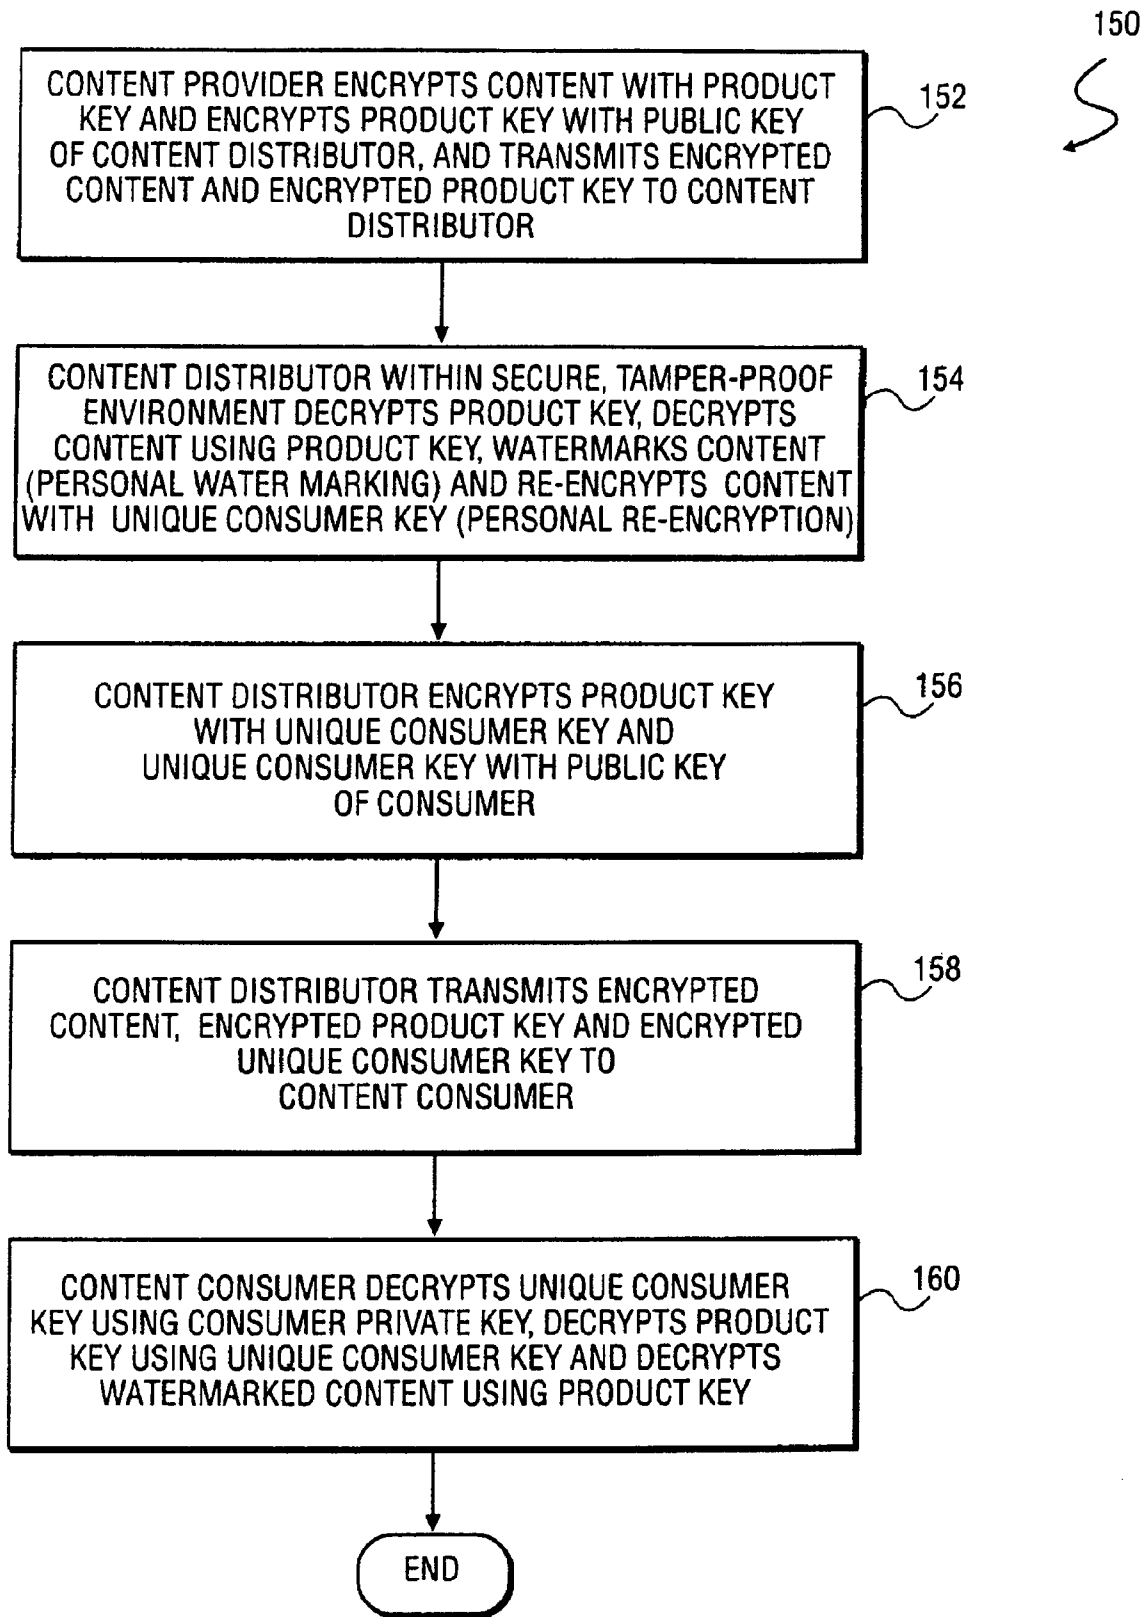 150
CONTENT PROVIDER ENCRYPTS CONTENT WITH PRODUCT
KEY AND ENCRYPTS PRODUCT KEY WITH PUBLIC KEY
OF CONTENT DISTRIBUTOR, AND TRANSMITS ENCRYPTED
CONTENT AND ENCRYPTED PRODUCT KEY TO CONTENT
DISTRIBUTOR
152
CONTENT DISTRIBUTOR WITHIN SECURE, TAMPER-PROOF
ENVIRONMENT DECRYPTS PRODUCT KEY, DECRYPTS
CONTENT USING PRODUCT KEY, WATERMARKS CONTENT
(PERSONAL WATER MARKING) AND RE-ENCRYPTS CONTENT
WITH UNIQUE CONSUMER KEY (PERSONAL RE-ENCRYPTION)
154
CONTENT DISTRIBUTOR ENCRYPTS PRODUCT KEY
WITH UNIQUE CONSUMER KEY AND
UNIQUE CONSUMER KEY WITH PUBLIC KEY
OF CONSUMER
156
CONTENT DISTRIBUTOR TRANSMITS ENCRYPTED
CONTENT, ENCRYPTED PRODUCT KEY AND ENCRYPTED
UNIQUE CONSUMER KEY TO
CONTENT CONSUMER
158
CONTENT CONSUMER DECRYPTS UNIQUE CONSUMER
KEY USING CONSUMER PRIVATE KEY, DECRYPTS PRODUCT
KEY USING UNIQUE CONSUMER KEY AND DECRYPTS
WATERMARKED CONTENT USING PRODUCT KEY
160
END